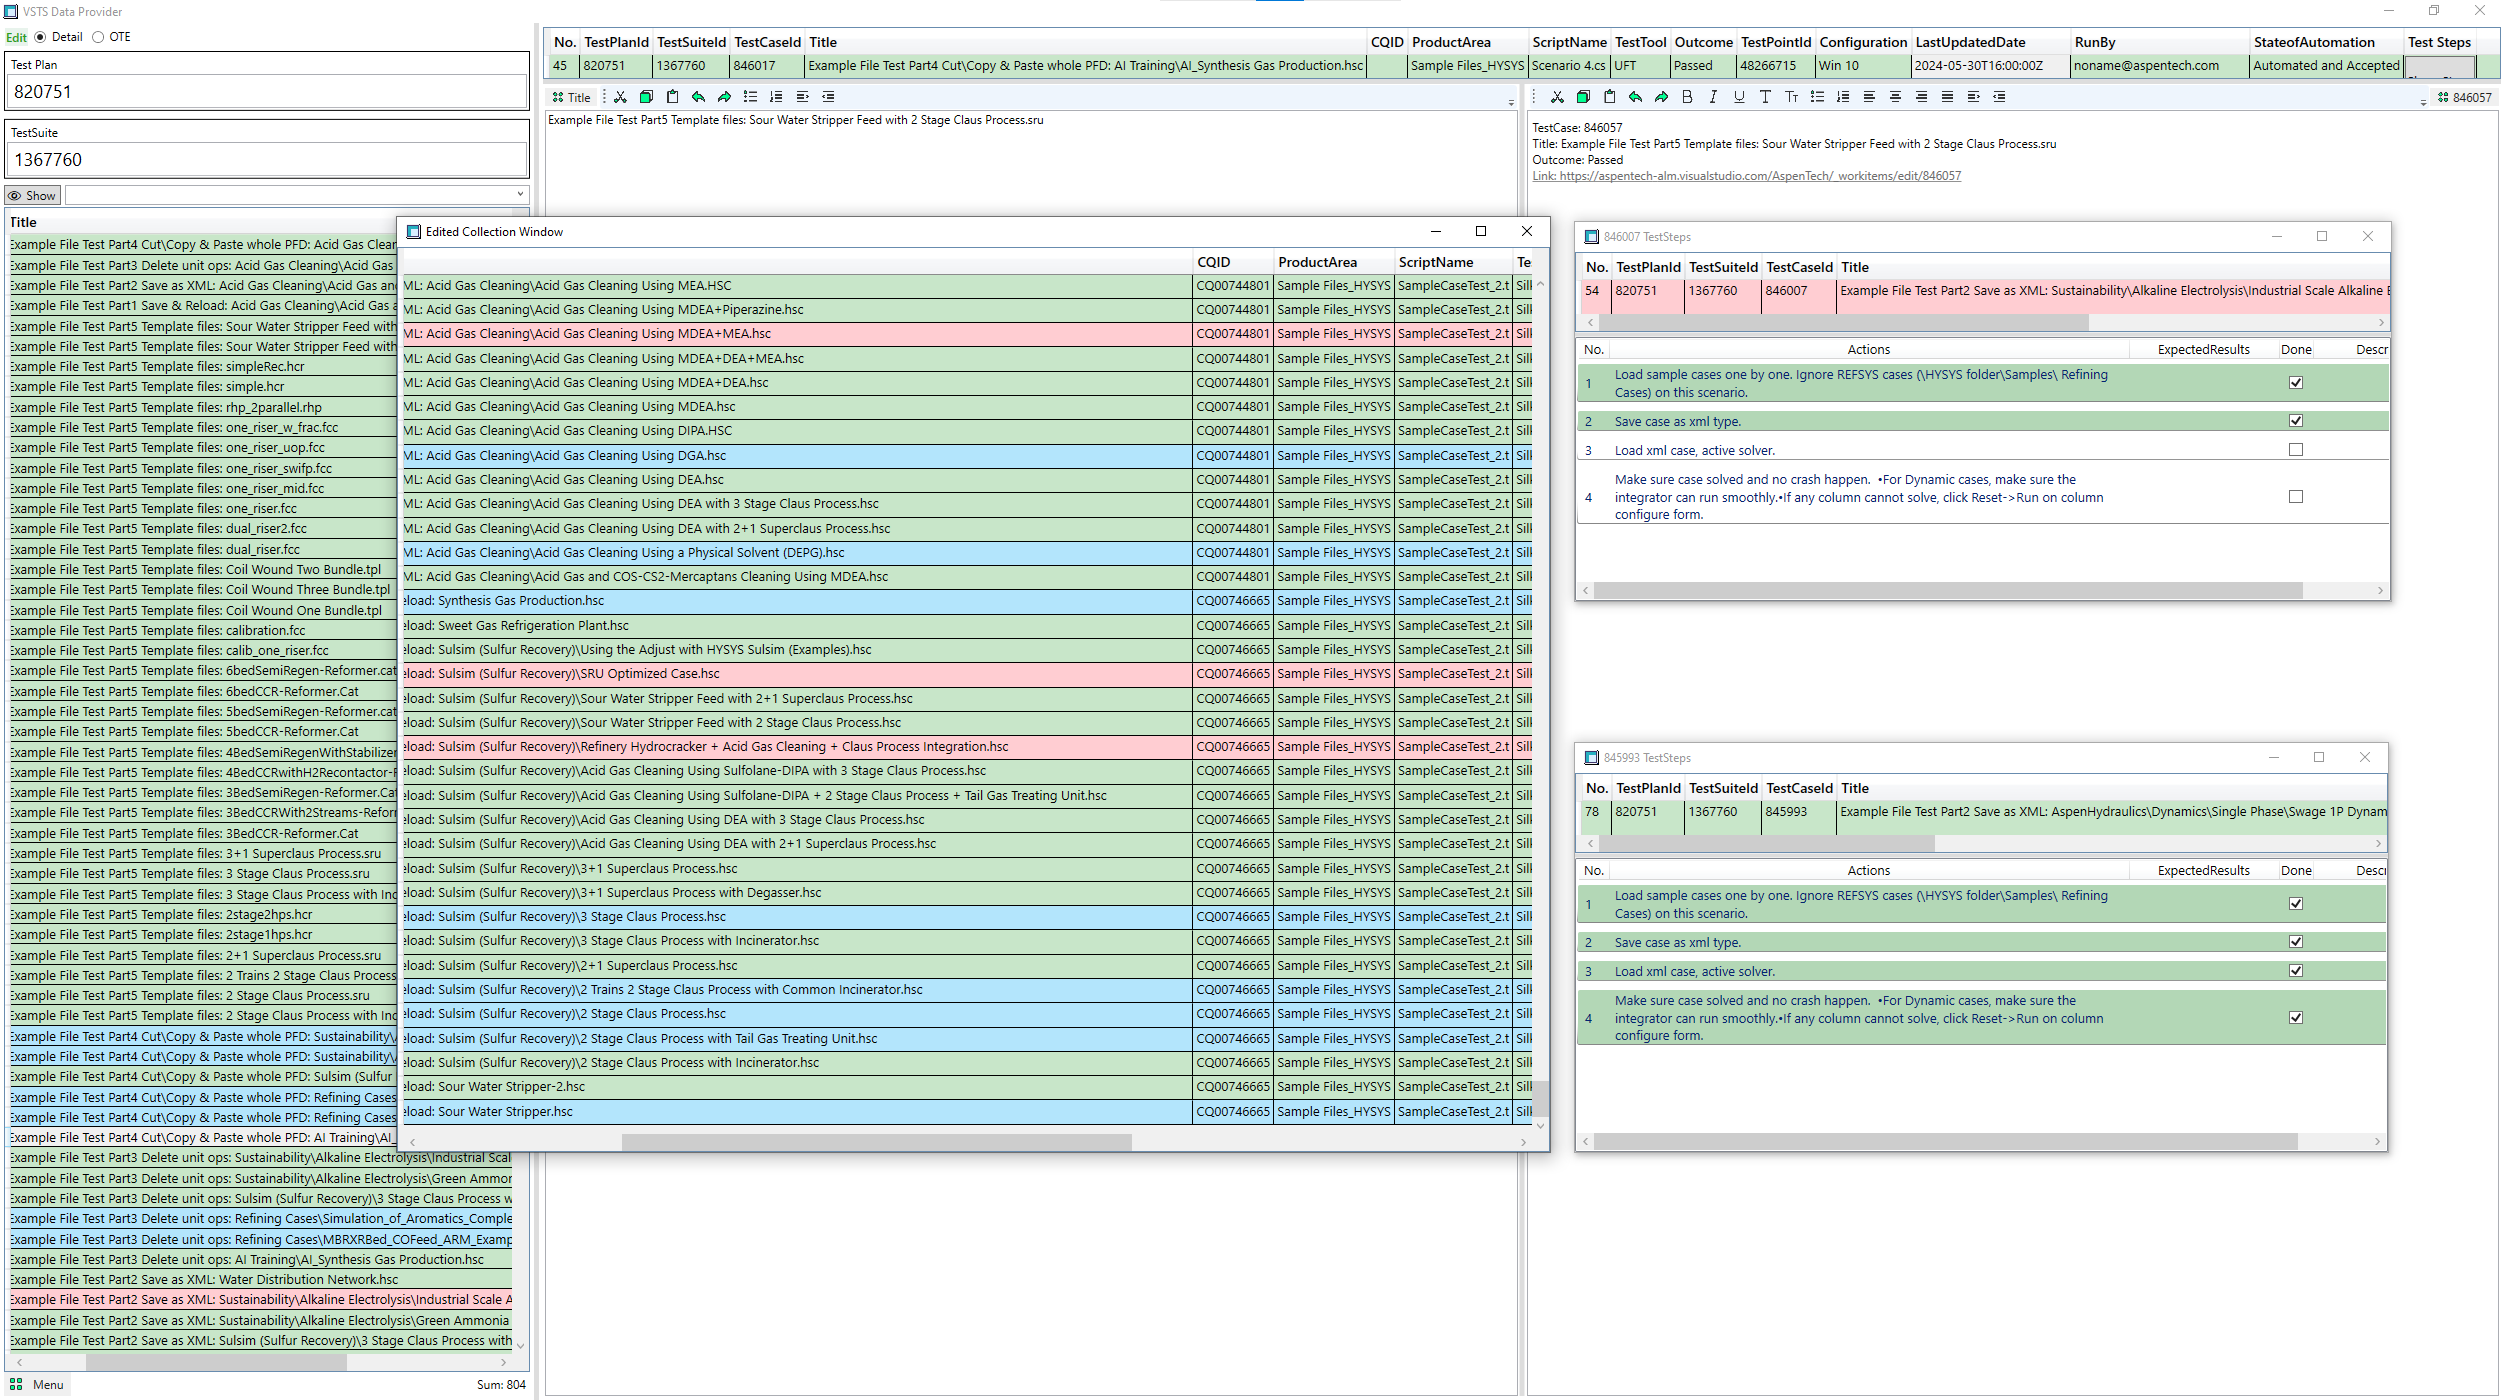 VSTS Data Provider
Edit Detail OTE
Test Plan
820751
TestSuite
1367760
Show
Title
Example File Test Part4 Cut\Copy & Paste whole PFD: Acid Gas Clear
Example File Test Part3 Delete unit ops: Acid Gas Cleaning\Acid Gas
Example File Test Part2 Save as XML: Acid Gas Cleaning\Acid Gas an
Example File Test Part1 Save & Reload: Acid Gas Cleaning\Acid Gas a
Example File Test Part5 Template files: Sour Water Stripper Feed with
Example File Test Part5 Template files: Sour Water Stripper Feed with
Example File Test Part5 Template files: simpleRec.hcr
Example File Test Part5 Template files: simple.hcr
Example File Test Part5 Template files: rhp_2parallel.rhp
Example File Test Part5 Template files: one_riser_w_frac.fcc
Example File Test Part5 Template files: one_riser_uop.fcc
Example File Test Part5 Template files: one_riser_swifp.fcc
Example File Test Part5 Template files: one_riser_mid.fcc
Example File Test Part5 Template files: one_riser.fcc
Example File Test Part5 Template files: dual_riser2.fcc
Example File Test Part5 Template files: dual_riser.fcc
Example File Test Part5 Template files: Coil Wound Two Bundle.tpl
Example File Test Part5 Template files: Coil Wound Three Bundle.tpl
Example File Test Part5 Template files: Coil Wound One Bundle.tpl
Example File Test Part5 Template files: calibration.fcc
Example File Test Part5 Template files: calib_one_riser.fcc
Example File Test Part5 Template files: 6bedSemiRegen-Reformer.cat
Example File Test Part5 Template files: 6bedCCR-Reformer.Cat
Example File Test Part5 Template files: 5bedSemiRegen-Reformer.cat
Example File Test Part5 Template files: 5bedCCR-Reformer.Cat
Example File Test Part5 Template files: 4BedSemiRegenWithStabilizer
Example File Test Part5 Template files: 4BedCCRwithH2Recontactor-R
Example File Test Part5 Template files: 3BedSemiRegen-Reformer.Cat
Example File Test Part5 Template files: 3BedCCRWith2Streams-Reforr
Example File Test Part5 Template files: 3BedCCR-Reformer.Cat
Example File Test Part5 Template files: 3+1 Superclaus Process.sru
Example File Test Part5 Template files: 3 Stage Claus Process.sru
Example File Test Part5 Template files: 3 Stage Claus Process with Inc
Example File Test Part5 Template files: 2stage2hps.hcr
Example File Test Part5 Template files: 2stage1hps.hcr
Example File Test Part5 Template files: 2+1 Superclaus Process.sru
Example File Test Part5 Template files: 2 Trains 2 Stage Claus Process
Example File Test Part5 Template files: 2 Stage Claus Process.sru
Example File Test Part5 Template files: 2 Stage Claus Process with Inc
Example File Test Part4 Cut\Copy & Paste whole PFD: Sustainability\
Example File Test Part4 Cut\Copy & Paste whole PFD: Sustainability\
Example File Test Part4 Cut\Copy & Paste whole PFD: Sulsim (Sulfur
Example File Test Part4 Cut\Copy & Paste whole PFD: Refining Cases
Example File Test Part4 Cut\Copy & Paste whole PFD: Refining Cases
Example File Test Part4 Cut\Copy & Paste whole PFD: AI Training\AI_
Example File Test Part3 Delete unit ops: Sustainability\Alkaline Electrolysis\Industrial Scal
Example File Test Part3 Delete unit ops: Sustainability\Alkaline Electrolysis\Green Ammor
Example File Test Part3 Delete unit ops: Sulsim (Sulfur Recovery)\3 Stage Claus Process w
Example File Test Part3 Delete unit ops: Refining Cases\Simulation_of_Aromatics_Comple
Example File Test Part3 Delete unit ops: Refining Cases\MBRXRBed_COFeed_ARM_Examp
Example File Test Part3 Delete unit ops: AI Training\AI_Synthesis Gas Production.hsc
Example File Test Part2 Save as XML: Water Distribution Network.hsc
Example File Test Part2 Save as XML: Sustainability\Alkaline Electrolysis\Industrial Scale A
Example File Test Part2 Save as XML: Sustainability\Alkaline Electrolysis\Green Ammonia
Example File Test Part2 Save as XML: Sulsim (Sulfur Recovery)\3 Stage Claus Process with
Menu Sum: 804
No. TestPlanId TestSuiteId TestCaseId Title CQID ProductArea ScriptName TestTool Outcome TestPointId Configuration LastUpdatedDate RunBy StateofAutomation Test Steps
45 820751 1367760 846017 Example File Test Part4 Cut\Copy & Paste whole PFD: AI Training\AI_Synthesis Gas Production.hsc Sample Files_HYSYS Scenario 4.cs UFT Passed 48266715 Win 10 2024-05-30T16:00:00Z noname@aspentech.com Automated and Accepted
Title
Example File Test Part5 Template files: Sour Water Stripper Feed with 2 Stage Claus Process.sru
846057
TestCase: 846057
Title: Example File Test Part5 Template files: Sour Water Stripper Feed with 2 Stage Claus Process.sru
Outcome: Passed
Link: https://aspentech-alm.visualstudio.com/AspenTech/_workitems/edit/846057
Edited Collection Window
CQID ProductArea ScriptName Te
ML: Acid Gas Cleaning\Acid Gas Cleaning Using MEA.HSC CQ00744801 Sample Files_HYSYS SampleCaseTest_2.t Sill
ML: Acid Gas Cleaning\Acid Gas Cleaning Using MDEA+Piperazine.hsc CQ00744801 Sample Files_HYSYS SampleCaseTest_2.t Sill
ML: Acid Gas Cleaning\Acid Gas Cleaning Using MDEA+MEA.hsc CQ00744801 Sample Files_HYSYS SampleCaseTest_2.t Sill
ML: Acid Gas Cleaning\Acid Gas Cleaning Using MDEA+DEA+MEA.hsc CQ00744801 Sample Files_HYSYS SampleCaseTest_2.t Sill
ML: Acid Gas Cleaning\Acid Gas Cleaning Using MDEA+DEA.hsc CQ00744801 Sample Files_HYSYS SampleCaseTest_2.t Sill
ML: Acid Gas Cleaning\Acid Gas Cleaning Using MDEA.hsc CQ00744801 Sample Files_HYSYS SampleCaseTest_2.t Sill
ML: Acid Gas Cleaning\Acid Gas Cleaning Using DIPA.HSC CQ00744801 Sample Files_HYSYS SampleCaseTest_2.t Sill
ML: Acid Gas Cleaning\Acid Gas Cleaning Using DGA.hsc CQ00744801 Sample Files_HYSYS SampleCaseTest_2.t Sill
ML: Acid Gas Cleaning\Acid Gas Cleaning Using DEA.hsc CQ00744801 Sample Files_HYSYS SampleCaseTest_2.t Sill
ML: Acid Gas Cleaning\Acid Gas Cleaning Using DEA with 3 Stage Claus Process.hsc CQ00744801 Sample Files_HYSYS SampleCaseTest_2.t Sill
ML: Acid Gas Cleaning\Acid Gas Cleaning Using DEA with 2+1 Superclaus Process.hsc CQ00744801 Sample Files_HYSYS SampleCaseTest_2.t Sill
ML: Acid Gas Cleaning\Acid Gas Cleaning Using a Physical Solvent (DEPG).hsc CQ00744801 Sample Files_HYSYS SampleCaseTest_2.t Sill
ML: Acid Gas Cleaning\Acid Gas and COS-CS2-Mercaptans Cleaning Using MDEA.hsc CQ00744801 Sample Files_HYSYS SampleCaseTest_2.t Sill
eload: Synthesis Gas Production.hsc CQ00746665 Sample Files_HYSYS SampleCaseTest_2.t Sill
eload: Sweet Gas Refrigeration Plant.hsc CQ00746665 Sample Files_HYSYS SampleCaseTest_2.t Sill
eload: Sulsim (Sulfur Recovery)\Using the Adjust with HYSYS Sulsim (Examples).hsc CQ00746665 Sample Files_HYSYS SampleCaseTest_2.t Sill
eload: Sulsim (Sulfur Recovery)\SRU Optimized Case.hsc CQ00746665 Sample Files_HYSYS SampleCaseTest_2.t Sill
eload: Sulsim (Sulfur Recovery)\Sour Water Stripper Feed with 2+1 Superclaus Process.hsc CQ00746665 Sample Files_HYSYS SampleCaseTest_2.t Sill
eload: Sulsim (Sulfur Recovery)\Sour Water Stripper Feed with 2 Stage Claus Process.hsc CQ00746665 Sample Files_HYSYS SampleCaseTest_2.t Sill
eload: Sulsim (Sulfur Recovery)\Refinery Hydrocracker + Acid Gas Cleaning + Claus Process Integration.hsc CQ00746665 Sample Files_HYSYS SampleCaseTest_2.t Sill
eload: Sulsim (Sulfur Recovery)\Acid Gas Cleaning Using Sulfolane-DIPA with 3 Stage Claus Process.hsc CQ00746665 Sample Files_HYSYS SampleCaseTest_2.t Sill
eload: Sulsim (Sulfur Recovery)\Acid Gas Cleaning Using Sulfolane-DIPA + 2 Stage Claus Process + Tail Gas Treating Unit.hsc CQ00746665 Sample Files_HYSYS SampleCaseTest_2.t Sill
eload: Sulsim (Sulfur Recovery)\Acid Gas Cleaning Using DEA with 3 Stage Claus Process.hsc CQ00746665 Sample Files_HYSYS SampleCaseTest_2.t Sill
eload: Sulsim (Sulfur Recovery)\Acid Gas Cleaning Using DEA with 2+1 Superclaus Process.hsc CQ00746665 Sample Files_HYSYS SampleCaseTest_2.t Sill
eload: Sulsim (Sulfur Recovery)\3+1 Superclaus Process.hsc CQ00746665 Sample Files_HYSYS SampleCaseTest_2.t Sill
eload: Sulsim (Sulfur Recovery)\3+1 Superclaus Process with Degasser.hsc CQ00746665 Sample Files_HYSYS SampleCaseTest_2.t Sill
eload: Sulsim (Sulfur Recovery)\3 Stage Claus Process.hsc CQ00746665 Sample Files_HYSYS SampleCaseTest_2.t Sill
eload: Sulsim (Sulfur Recovery)\3 Stage Claus Process with Incinerator.hsc CQ00746665 Sample Files_HYSYS SampleCaseTest_2.t Sill
eload: Sulsim (Sulfur Recovery)\2+1 Superclaus Process.hsc CQ00746665 Sample Files_HYSYS SampleCaseTest_2.t Sill
eload: Sulsim (Sulfur Recovery)\2 Trains 2 Stage Claus Process with Common Incinerator.hsc CQ00746665 Sample Files_HYSYS SampleCaseTest_2.t Sill
eload: Sulsim (Sulfur Recovery)\2 Stage Claus Process.hsc CQ00746665 Sample Files_HYSYS SampleCaseTest_2.t Sill
eload: Sulsim (Sulfur Recovery)\2 Stage Claus Process with Tail Gas Treating Unit.hsc CQ00746665 Sample Files_HYSYS SampleCaseTest_2.t Sill
eload: Sulsim (Sulfur Recovery)\2 Stage Claus Process with Incinerator.hsc CQ00746665 Sample Files_HYSYS SampleCaseTest_2.t Sill
eload: Sour Water Stripper-2.hsc CQ00746665 Sample Files_HYSYS SampleCaseTest_2.t Sill
eload: Sour Water Stripper.hsc CQ00746665 Sample Files_HYSYS SampleCaseTest_2.t Sill
846007 TestSteps
No. TestPlanId TestSuiteId TestCaseId Title
54 820751 1367760 846007 Example File Test Part2 Save as XML: Sustainability\Alkaline Electrolysis\Industrial Scale Alkaline E
No. Actions ExpectedResults Done Descr
1 Load sample cases one by one. Ignore REFSYS cases (\HYSYS folder\Samples\ Refining
Cases) on this scenario.
2 Save case as xml type.
3 Load xml case, active solver.
Make sure case solved and no crash happen. •For Dynamic cases, make sure the
4 integrator can run smoothly.•If any column cannot solve, click Reset->Run on column
configure form.
845993 TestSteps
No. TestPlanId TestSuiteId TestCaseId Title
78 820751 1367760 845993 Example File Test Part2 Save as XML: AspenHydraulics\Dynamics\Single Phase\Swage 1P Dynam
No. Actions ExpectedResults Done Descr
1 Load sample cases one by one. Ignore REFSYS cases (\HYSYS folder\Samples\ Refining
Cases) on this scenario.
2 Save case as xml type.
3 Load xml case, active solver.
Make sure case solved and no crash happen. •For Dynamic cases, make sure the
4 integrator can run smoothly.•If any column cannot solve, click Reset->Run on column
configure form.